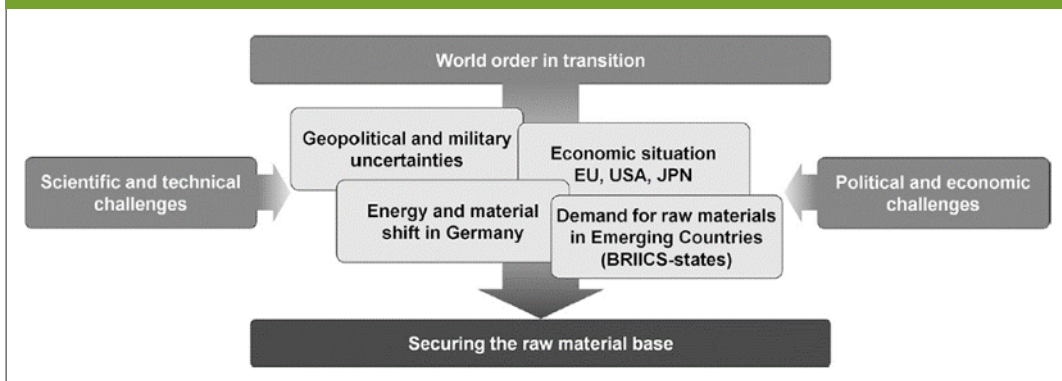 World order in transition
Geopolitical and military
uncertainties
Economic situation
EU, USA, JPN
Scientific and technical
challenges
Political and economic
challenges
Energy and material
shift in Germany
Demand for raw materials
in Emerging Countries
(BRIICS-states)
Securing the raw material base